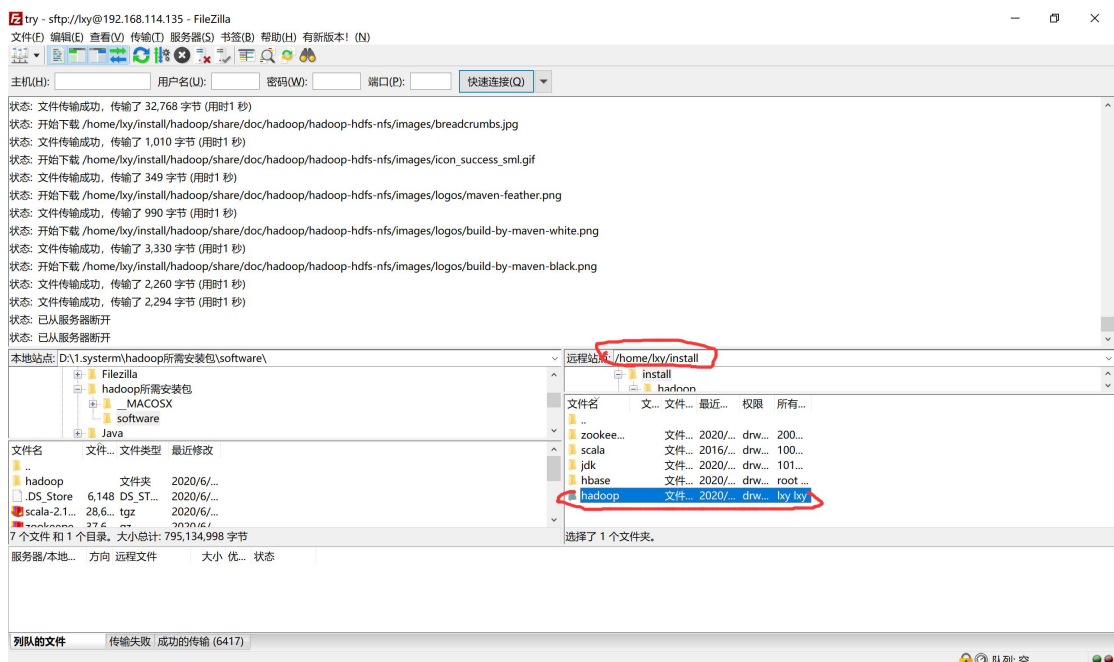 try - sftp://lxy@192.168.114.135 - FileZilla
文件(F) 编辑(E) 查看(V) 传输(T) 服务器(S) 书签(B) 帮助(H) 有新版本! (N)
主机(H): 用户名(U): 密码(W): 端口(P): 快速连接(Q)
状态: 文件传输成功，传输了 32,768 字节 (用时1 秒)
状态: 开始下载 /home/lxy/install/hadoop/share/doc/hadoop/hadoop-hdfs-nfs/images/breadcrumbs.jpg
状态: 文件传输成功，传输了 1,010 字节 (用时1 秒)
状态: 开始下载 /home/lxy/install/hadoop/share/doc/hadoop/hadoop-hdfs-nfs/images/icon_success_sml.gif
状态: 文件传输成功，传输了 349 字节 (用时1 秒)
状态: 开始下载 /home/lxy/install/hadoop/share/doc/hadoop/hadoop-hdfs-nfs/images/logos/maven-feather.png
状态: 文件传输成功，传输了 990 字节 (用时1 秒)
状态: 开始下载 /home/lxy/install/hadoop/share/doc/hadoop/hadoop-hdfs-nfs/images/logos/build-by-maven-white.png
状态: 文件传输成功，传输了 3,330 字节 (用时1 秒)
状态: 开始下载 /home/lxy/install/hadoop/share/doc/hadoop/hadoop-hdfs-nfs/images/logos/build-by-maven-black.png
状态: 文件传输成功，传输了 2,260 字节 (用时1 秒)
状态: 文件传输成功，传输了 2,294 字节 (用时1 秒)
状态: 已从服务器断开
状态: 已从服务器断开
本地站点: D:\1.systerm\hadoop所需安装包\software\
Filezilla
hadoop所需安装包
__MACOSX
software
Java
文件名 文件... 文件类型 最近修改
..
hadoop 文件夹 2020/6/...
.DS_Store 6,148 DS_ST... 2020/6/...
scala-2.1... 28,6... tgz 2020/6/...
zookeepe... 37,6... gz 2020/6/...
7 个文件 和 1 个目录。大小总计: 795,134,998 字节
远程站点: /home/lxy/install
install
hadoop
文件名 文... 文件... 最近... 权限 所有...
..
zookee... 文件... 2020/... drw... 200...
scala 文件... 2016/... drw... 100...
jdk 文件... 2020/... drw... 101...
hbase 文件... 2020/... drw... root ...
hadoop 文件... 2020/... drw... lxy lxy
选择了 1 个文件夹。
服务器/本地... 方向 远程文件 大小 优... 状态
列队的文件 传输失败 成功的传输 (6417)
队列: 空